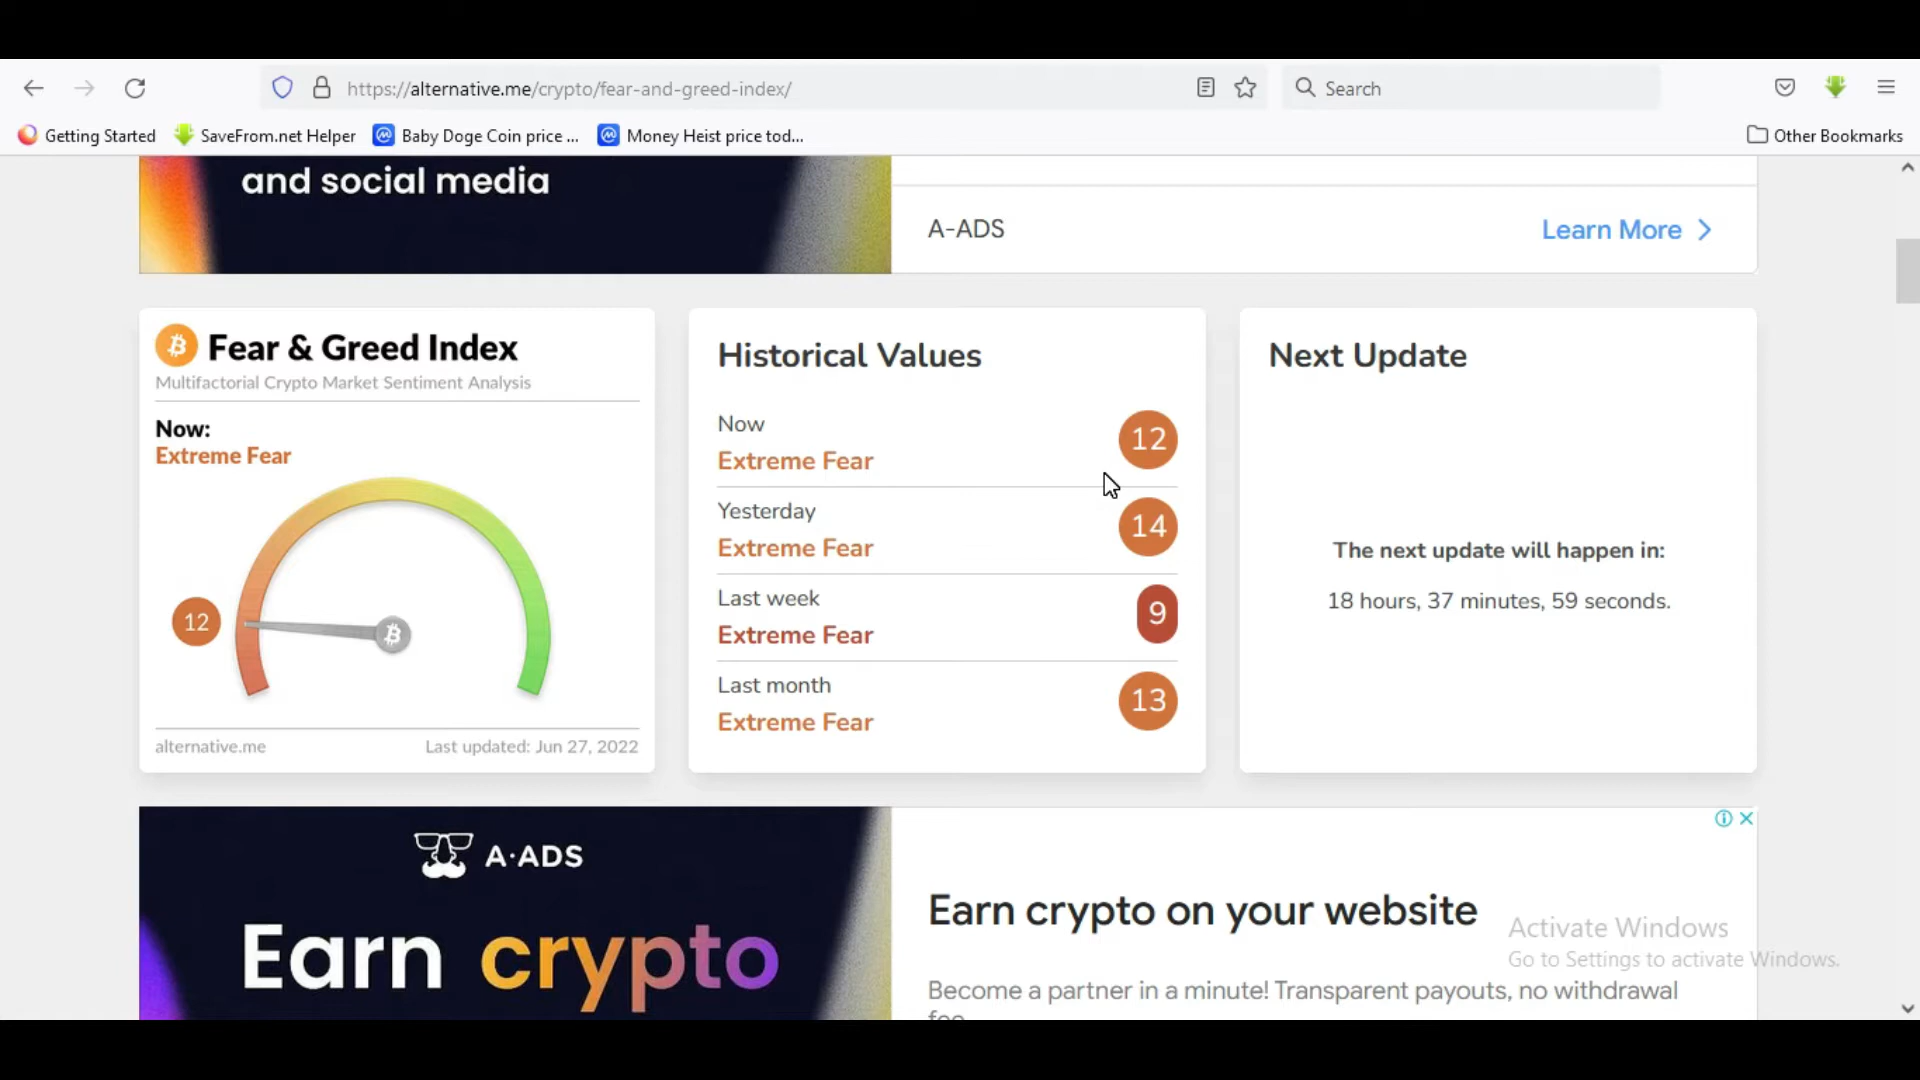 https://alternative.me/crypto/fear-and-greed-index/
Search
Getting Started
SaveFrom.net Helper
Baby Doge Coin price ...
Money Heist price tod...
Other Bookmarks
and social media
A-ADS
Learn More
Fear & Greed Index
Multifactorial Crypto Market Sentiment Analysis
Now:
Extreme Fear
12
alternative.me
Last updated: Jun 27, 2022
Historical Values
Now
Extreme Fear
12
Yesterday
Extreme Fear
14
Last week
Extreme Fear
9
Last month
Extreme Fear
13
Next Update
The next update will happen in:
18 hours, 37 minutes, 59 seconds.
A·ADS
Earn crypto
Earn crypto on your website
Become a partner in a minute! Transparent payouts, no withdrawal
Activate Windows
Go to Settings to activate Windows.